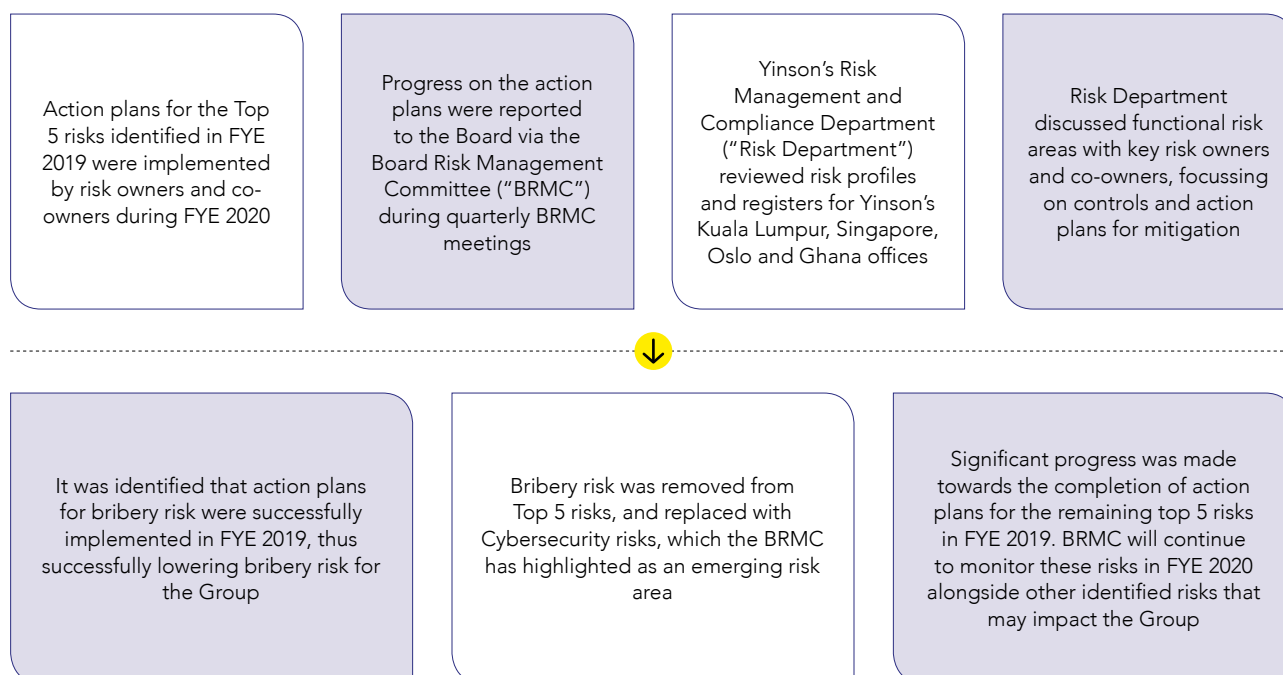 Action plans for the Top
5 risks identified in FYE
2019 were implemented
by risk owners and co-
owners during FYE 2020
Progress on the action
plans were reported
to the Board via the
Board Risk Management
Committee (“BRMC”)
during quarterly BRMC
meetings
Yinson’s Risk
Management and
Compliance Department
(“Risk Department”)
reviewed risk profiles
and registers for Yinson’s
Kuala Lumpur, Singapore,
Oslo and Ghana offices
Risk Department
discussed functional risk
areas with key risk owners
and co-owners, focussing
on controls and action
plans for mitigation
It was identified that action plans
for bribery risk were successfully
implemented in FYE 2019, thus
successfully lowering bribery risk for
the Group
Bribery risk was removed from
Top 5 risks, and replaced with
Cybersecurity risks, which the BRMC
has highlighted as an emerging risk
area
Significant progress was made
towards the completion of action
plans for the remaining top 5 risks
in FYE 2019. BRMC will continue
to monitor these risks in FYE 2020
alongside other identified risks that
may impact the Group